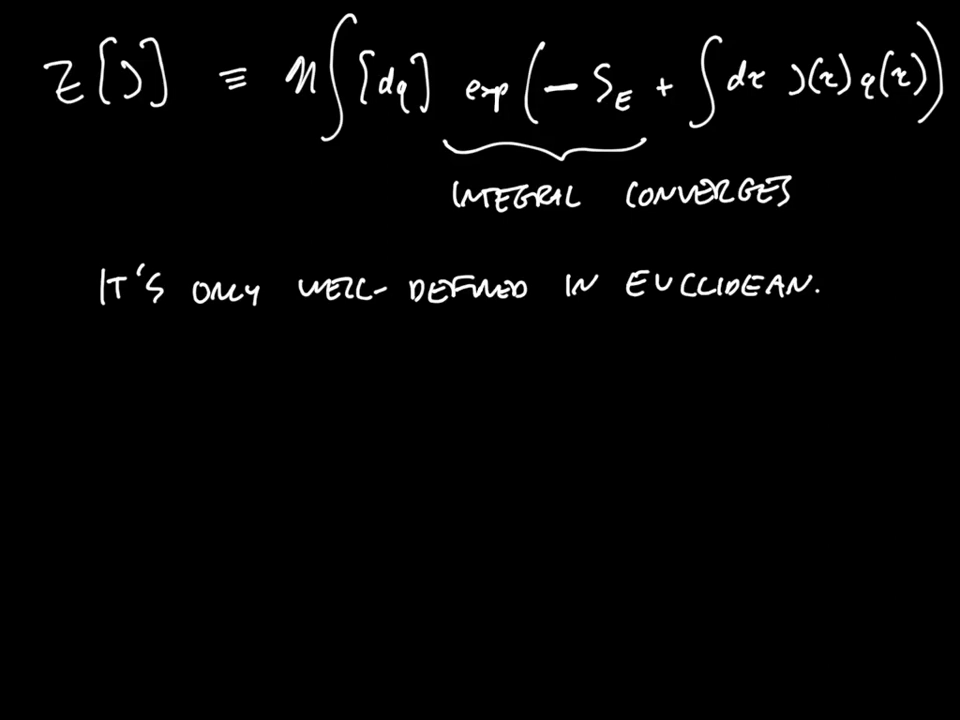 Z[J] ≡ N ∫ [dq] exp(− S_E + ∫ dτ J(τ) q(τ))
INTEGRAL CONVERGES
IT'S ONLY WELL-DEFINED IN EUCLIDEAN.